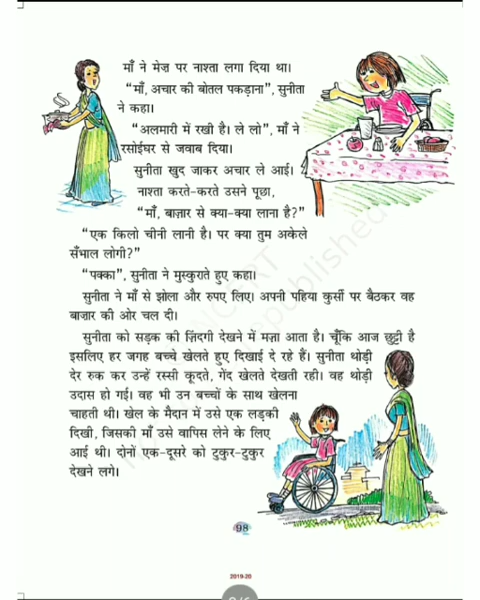 माँ ने मेज़ पर नाश्ता लगा दिया था।
“माँ, अचार की बोतल पकड़ाना”, सुनीता
ने कहा।
“अलमारी में रखी है। ले लो”, माँ ने
रसोईघर से जवाब दिया।
सुनीता खुद जाकर अचार ले आई।
नाश्ता करते-करते उसने पूछा,
“माँ, बाज़ार से क्या-क्या लाना है?”
“एक किलो चीनी लानी है। पर क्या तुम अकेले
सँभाल लोगी?”
“पक्का”, सुनीता ने मुस्कुराते हुए कहा।
सुनीता ने माँ से झोला और रुपए लिए। अपनी पहिया कुर्सी पर बैठकर वह
बाज़ार की ओर चल दी।
सुनीता को सड़क की ज़िंदगी देखने में मज़ा आता है। चूँकि आज छुट्टी है
इसलिए हर जगह बच्चे खेलते हुए दिखाई दे रहे हैं। सुनीता थोड़ी
देर रुक कर उन्हें रस्सी कूदते, गेंद खेलते देखती रही। वह थोड़ी
उदास हो गई। वह भी उन बच्चों के साथ खेलना
चाहती थी। खेल के मैदान में उसे एक लड़की
दिखी, जिसकी माँ उसे वापिस लेने के लिए
आई थी। दोनों एक-दूसरे को टुकुर-टुकुर
देखने लगे।
98
2019-20